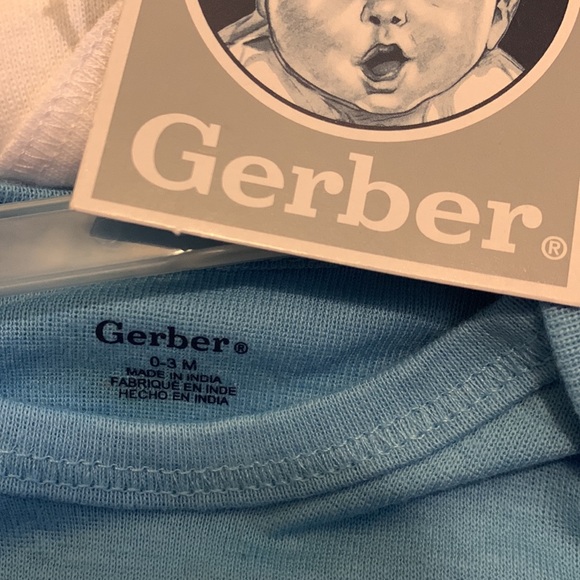 Gerber®
Gerber®
0-3 M
MADE IN INDIA
FABRIQUÉ EN INDE
HECHO EN INDIA